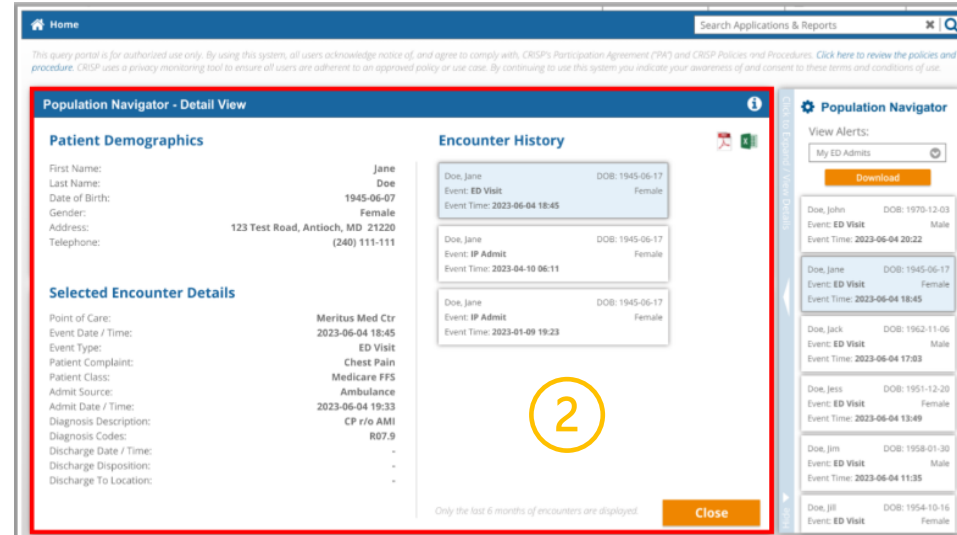 Home
Search Applications & Reports
This query portal is for authorized use only. By using this system, all users acknowledge notice of, and agree to comply with, CRISP's Participation Agreement ("PA") and CRISP Policies and Procedures. Click here to review the policies and
procedure. CRISP uses a privacy monitoring tool to ensure all users are adherent to an approved policy or use case. By continuing to use this system you indicate your awareness of and consent to these terms and conditions of use.
Population Navigator - Detail View
Patient Demographics
First Name: Jane
Last Name: Doe
Date of Birth: 1945-06-07
Gender: Female
Address: 123 Test Road, Antioch, MD 21220
Telephone: (240) 111-111
Selected Encounter Details
Point of Care: Meritus Med Ctr
Event Date / Time: 2023-06-04 18:45
Event Type: ED Visit
Patient Complaint: Chest Pain
Patient Class: Medicare FFS
Admit Source: Ambulance
Admit Date / Time: 2023-06-04 19:33
Diagnosis Description: CP r/o AMI
Diagnosis Codes: R07.9
Discharge Date / Time: -
Discharge Disposition: -
Discharge To Location: -
Encounter History
Doe, Jane DOB: 1945-06-17
Event: ED Visit Female
Event Time: 2023-06-04 18:45
Doe, Jane DOB: 1945-06-17
Event: IP Admit Female
Event Time: 2023-04-10 06:11
Doe, Jane DOB: 1945-06-17
Event: IP Admit Female
Event Time: 2023-01-09 19:23
2
Only the last 6 months of encounters are displayed.
Close
Click to Expand / View Details
Population Navigator
View Alerts:
My ED Admits
Download
Doe, John DOB: 1970-12-03
Event: ED Visit Male
Event Time: 2023-06-04 20:22
Doe, Jane DOB: 1945-06-17
Event: ED Visit Female
Event Time: 2023-06-04 18:45
Doe, Jack DOB: 1962-11-06
Event: ED Visit Male
Event Time: 2023-06-04 17:03
Doe, Jess DOB: 1951-12-20
Event: ED Visit Female
Event Time: 2023-06-04 13:49
Doe, Jim DOB: 1958-01-30
Event: ED Visit Male
Event Time: 2023-06-04 11:35
Doe, Jill DOB: 1954-10-16
Event: ED Visit Female